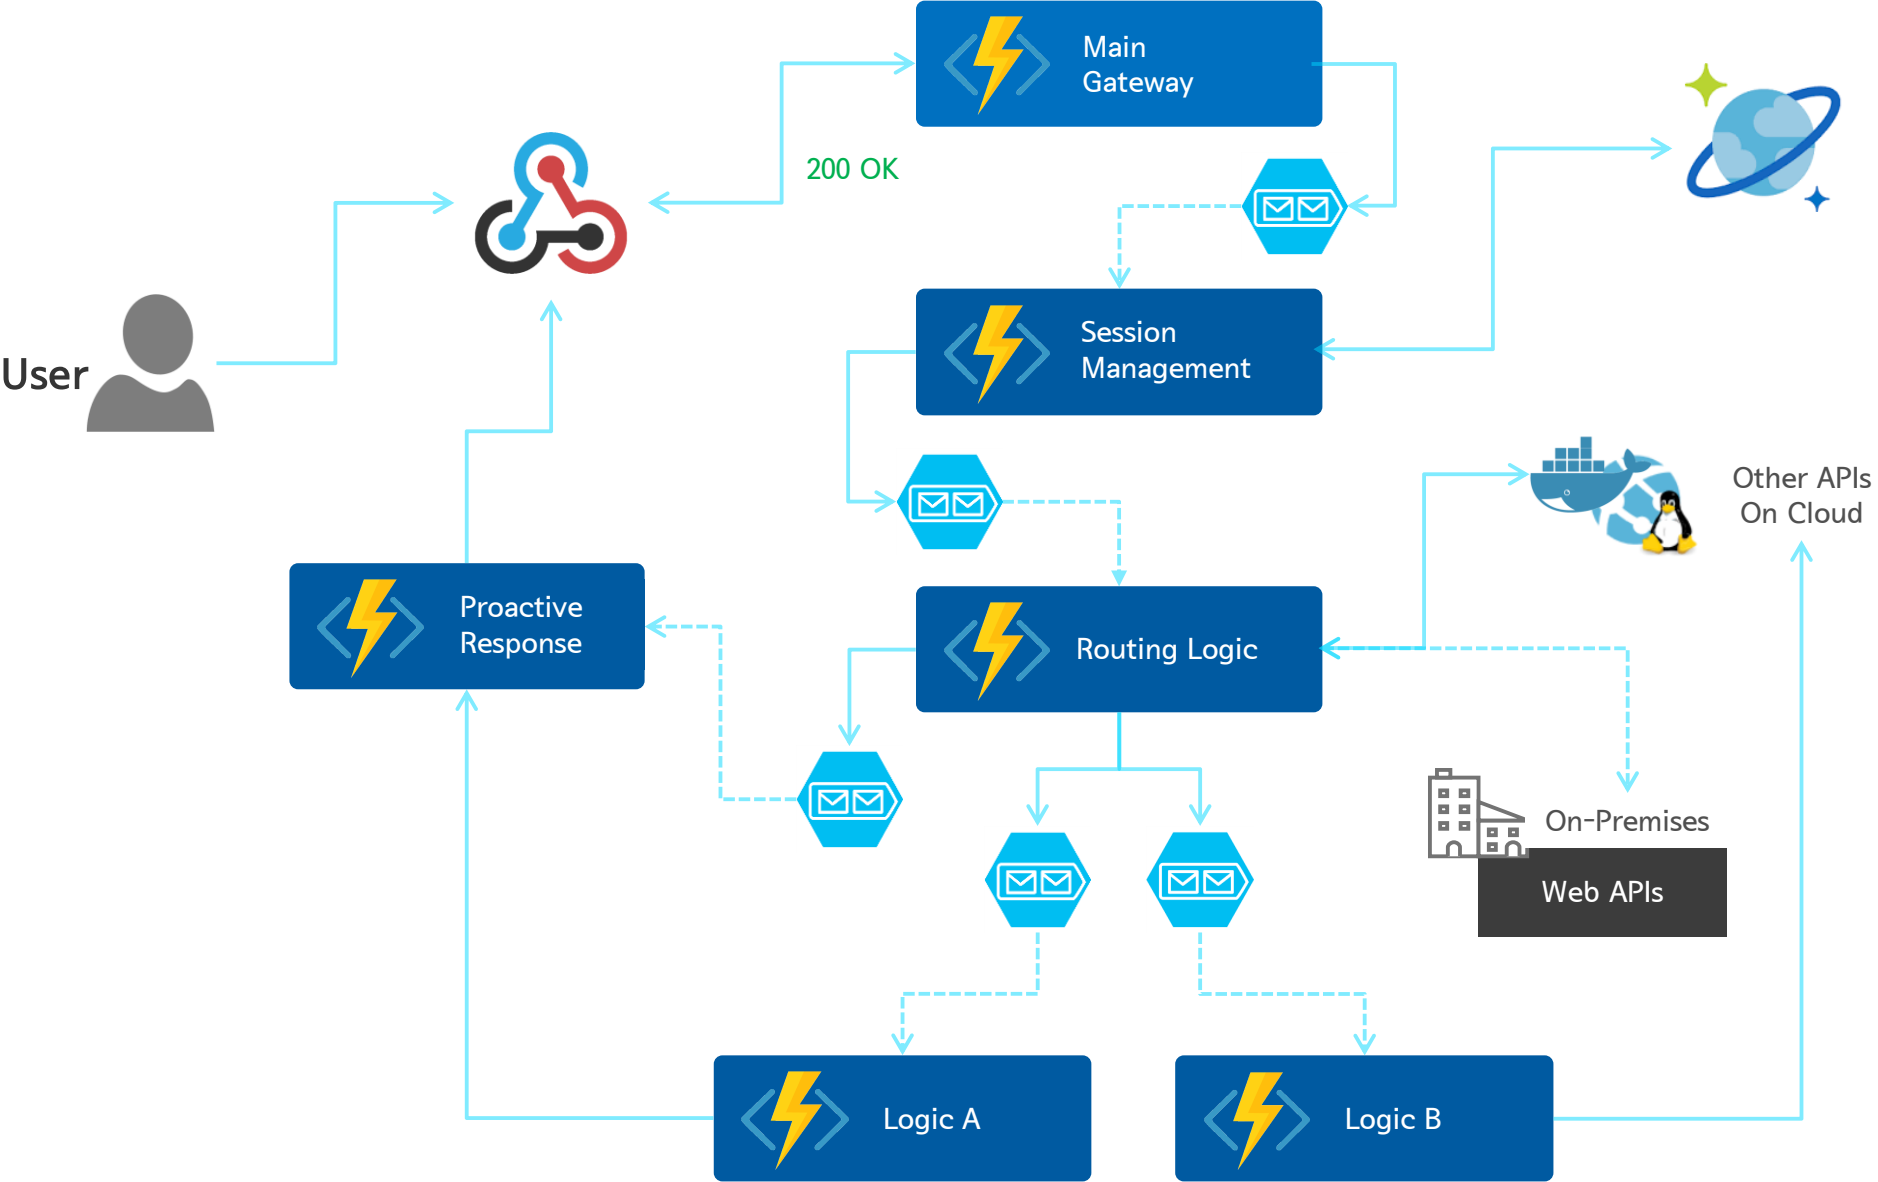 Main
Gateway
200 OK
Session
Management
User
Other APIs
On Cloud
Proactive
Response
Routing Logic
On-Premises
Web APIs
Logic A
Logic B